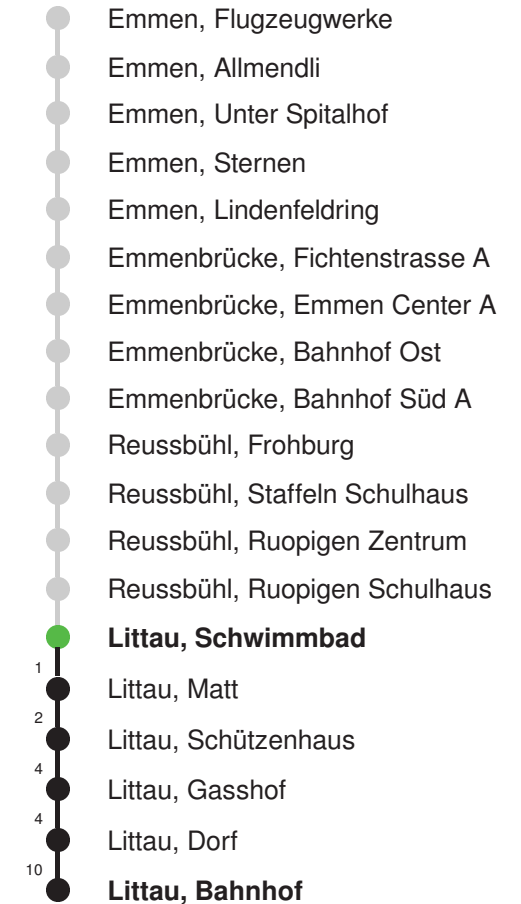 Emmen, Flugzeugwerke
Emmen, Allmendli
Emmen, Unter Spitalhof
Emmen, Sternen
Emmen, Lindenfeldring
Emmenbrücke, Fichtenstrasse A
Emmenbrücke, Emmen Center A
Emmenbrücke, Bahnhof Ost
Emmenbrücke, Bahnhof Süd A
Reussbühl, Frohburg
Reussbühl, Staffeln Schulhaus
Reussbühl, Ruopigen Zentrum
Reussbühl, Ruopigen Schulhaus
Littau, Schwimmbad
1 Littau, Matt
2 Littau, Schützenhaus
4 Littau, Gasshof
4 Littau, Dorf
10 Littau, Bahnhof